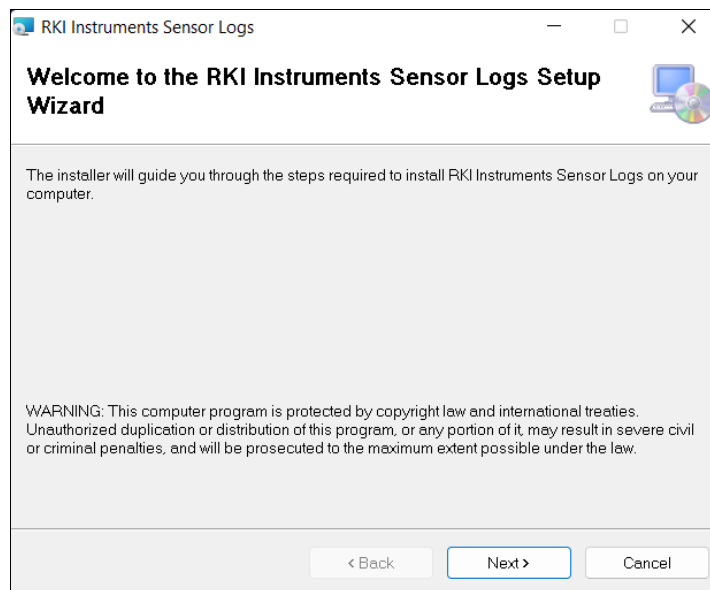 RKI Instruments Sensor Logs
Welcome to the RKI Instruments Sensor Logs Setup
Wizard
The installer will guide you through the steps required to install RKI Instruments Sensor Logs on your
computer.
WARNING: This computer program is protected by copyright law and international treaties.
Unauthorized duplication or distribution of this program, or any portion of it, may result in severe civil
or criminal penalties, and will be prosecuted to the maximum extent possible under the law.
< Back
Next >
Cancel